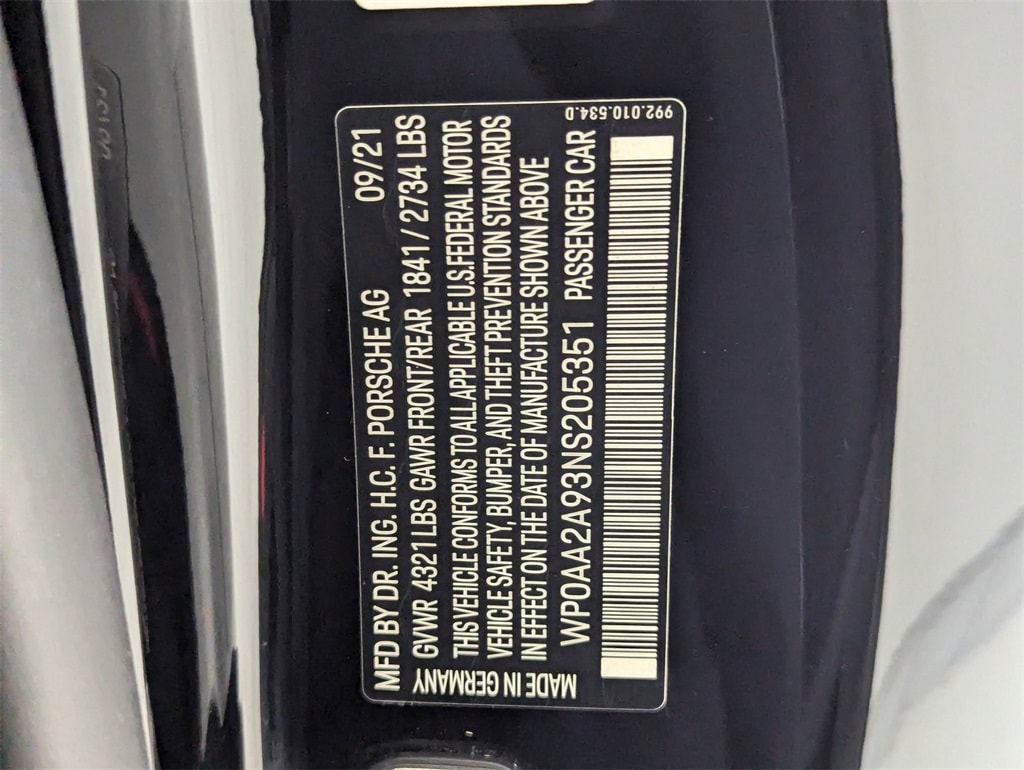 MFD BY DR. ING. H.C. F. PORSCHE AG 09/21
GVWR 4321 LBS GAWR FRONT/REAR 1841 / 2734 LBS
THIS VEHICLE CONFORMS TO ALL APPLICABLE U.S. FEDERAL MOTOR
VEHICLE SAFETY, BUMPER, AND THEFT PREVENTION STANDARDS
IN EFFECT ON THE DATE OF MANUFACTURE SHOWN ABOVE
WP0AA2A93NS205351 PASSENGER CAR
MADE IN GERMANY
992.010.534.D